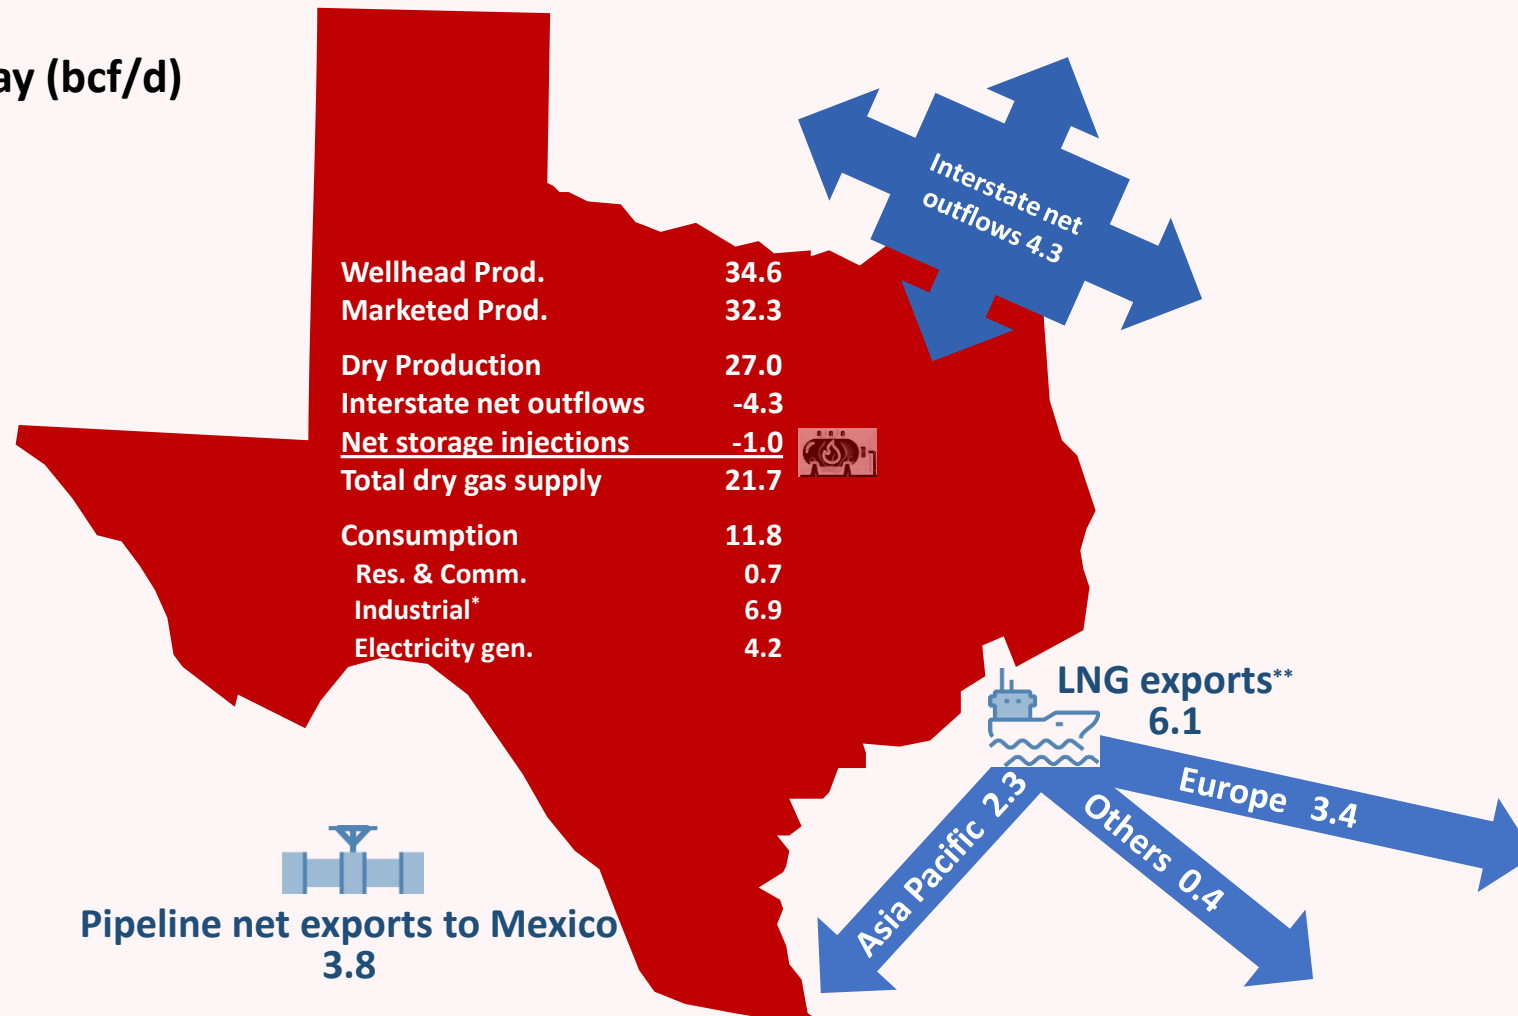 (bcf/d)
Interstate net
outflows 4.3
Wellhead Prod. 34.6
Marketed Prod. 32.3
Dry Production 27.0
Interstate net outflows -4.3
Net storage injections -1.0
Total dry gas supply 21.7
Consumption 11.8
Res. & Comm. 0.7
Industrial* 6.9
Electricity gen. 4.2
LNG exports**
6.1
Europe 3.4
Others 0.4
Asia Pacific 2.3
Pipeline net exports to Mexico
3.8